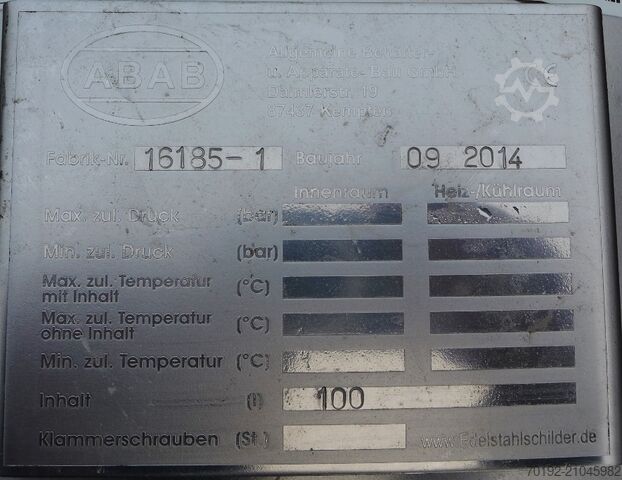 ABAB
Allgemeine Behälter-
u. Apparate- Bau GmbH
Daimlerstr. 19
87437 Kempten
Fabrik-Nr. 16185-1 Baujahr 09 2014
Innenraum Heiz-/Kühlraum
Max. zul. Druck (bar)
Min. zul. Druck (bar)
Max. zul. Temperatur
mit Inhalt (°C)
Max. zul. Temperatur
ohne Inhalt (°C)
Min. zul. Temperatur (°C)
Inhalt (l) 100
Klammerschrauben (St.) www.Edelstahlschilder.de
70192-21045982